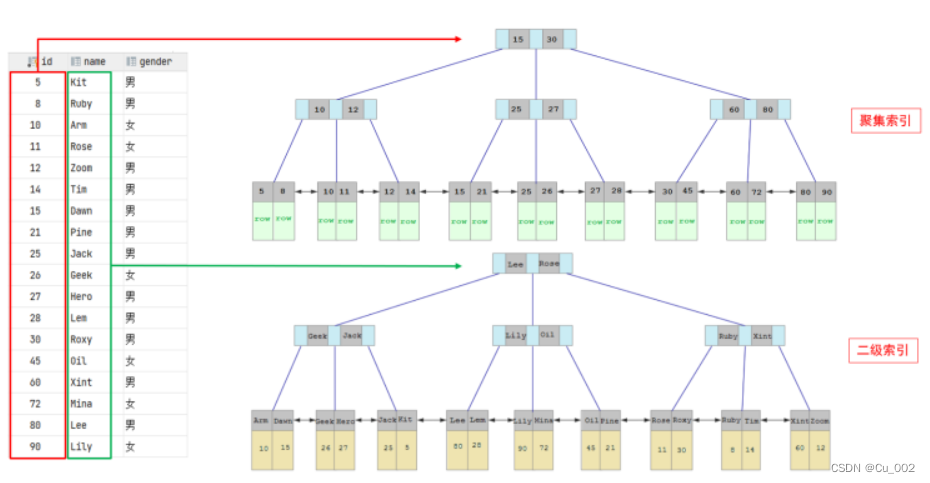 id name gender
5 Kit 男
8 Ruby 男
10 Arm 女
11 Rose 女
12 Zoom 男
14 Tim 男
15 Dawn 男
21 Pine 男
25 Jack 男
26 Geek 女
27 Hero 男
28 Lem 男
30 Roxy 男
45 Oil 女
60 Xint 男
72 Mina 女
80 Lee 男
90 Lily 女
15 30
10 12 25 27 60 80
聚集索引
5 8 10 11 12 14 15 21 25 26 27 28 30 45 60 72 80 90
row row row row row row row row row row row row row row row row row row
Lee Rose
Geek Jack Lily Oil Ruby Xint
二级索引
Arm Dawn Geek Hero Jack Kit Lee Lem Lily Mina Oil Pine Rose Roxy Ruby Tim Xint Zoom
10 15 26 27 25 5 80 28 90 72 45 21 11 30 8 14 60 12
CSDN @Cu_002